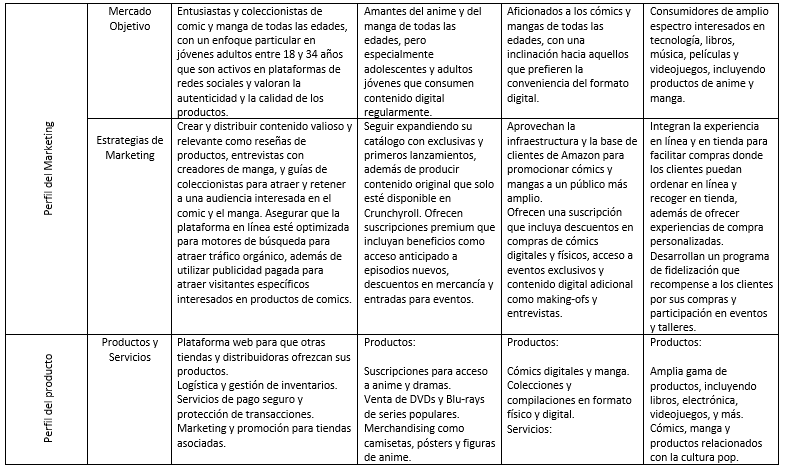 Perfil del Marketing
Mercado
Objetivo
Entusiastas y coleccionistas de
comic y manga de todas las edades,
con un enfoque particular en
jóvenes adultos entre 18 y 34 años
que son activos en plataformas de
redes sociales y valoran la
autenticidad y la calidad de los
productos.
Amantes del anime y del
manga de todas las
edades, pero
especialmente
adolescentes y adultos
jóvenes que consumen
contenido digital
regularmente.
Aficionados a los cómics y
mangas de todas las
edades, con una
inclinación hacia aquellos
que prefieren la
conveniencia del formato
digital.
Consumidores de amplio
espectro interesados en
tecnología, libros,
música, películas y
videojuegos, incluyendo
productos de anime y
manga.
Estrategias de
Marketing
Crear y distribuir contenido valioso y
relevante como reseñas de
productos, entrevistas con
creadores de manga, y guías de
coleccionistas para atraer y retener
a una audiencia interesada en el
comic y el manga. Asegurar que la
plataforma en línea esté optimizada
para motores de búsqueda para
atraer tráfico orgánico, además de
utilizar publicidad pagada para
atraer visitantes específicos
interesados en productos de comics.
Seguir expandiendo su
catálogo con exclusivas y
primeros lanzamientos,
además de producir
contenido original que solo
esté disponible en
Crunchyroll. Ofrecen
suscripciones premium que
incluyan beneficios como
acceso anticipado a
episodios nuevos,
descuentos en mercancía y
entradas para eventos.
Aprovechan la
infraestructura y la base de
clientes de Amazon para
promocionar cómics y
mangas a un público más
amplio.
Ofrecen una suscripción
que incluya descuentos en
compras de cómics
digitales y físicos, acceso a
eventos exclusivos y
contenido digital adicional
como making-ofs y
entrevistas.
Integran la experiencia
en línea y en tienda para
facilitar compras donde
los clientes puedan
ordenar en línea y
recoger en tienda,
además de ofrecer
experiencias de compra
personalizadas.
Desarrollan un programa
de fidelización que
recompense a los clientes
por sus compras y
participación en eventos
y talleres.
Perfil del producto
Productos y
Servicios
Plataforma web para que otras
tiendas y distribuidoras ofrezcan sus
productos.
Logística y gestión de inventarios.
Servicios de pago seguro y
protección de transacciones.
Marketing y promoción para tiendas
asociadas.
Productos:
Suscripciones para acceso
a anime y dramas.
Venta de DVDs y Blu-rays
de series populares.
Merchandising como
camisetas, pósters y figuras
de anime.
Productos:
Cómics digitales y manga.
Colecciones y
compilaciones en formato
físico y digital.
Servicios:
Productos:
Amplia gama de
productos, incluyendo
libros, electrónica,
videojuegos, y más.
Cómics, manga y
productos relacionados
con la cultura pop.